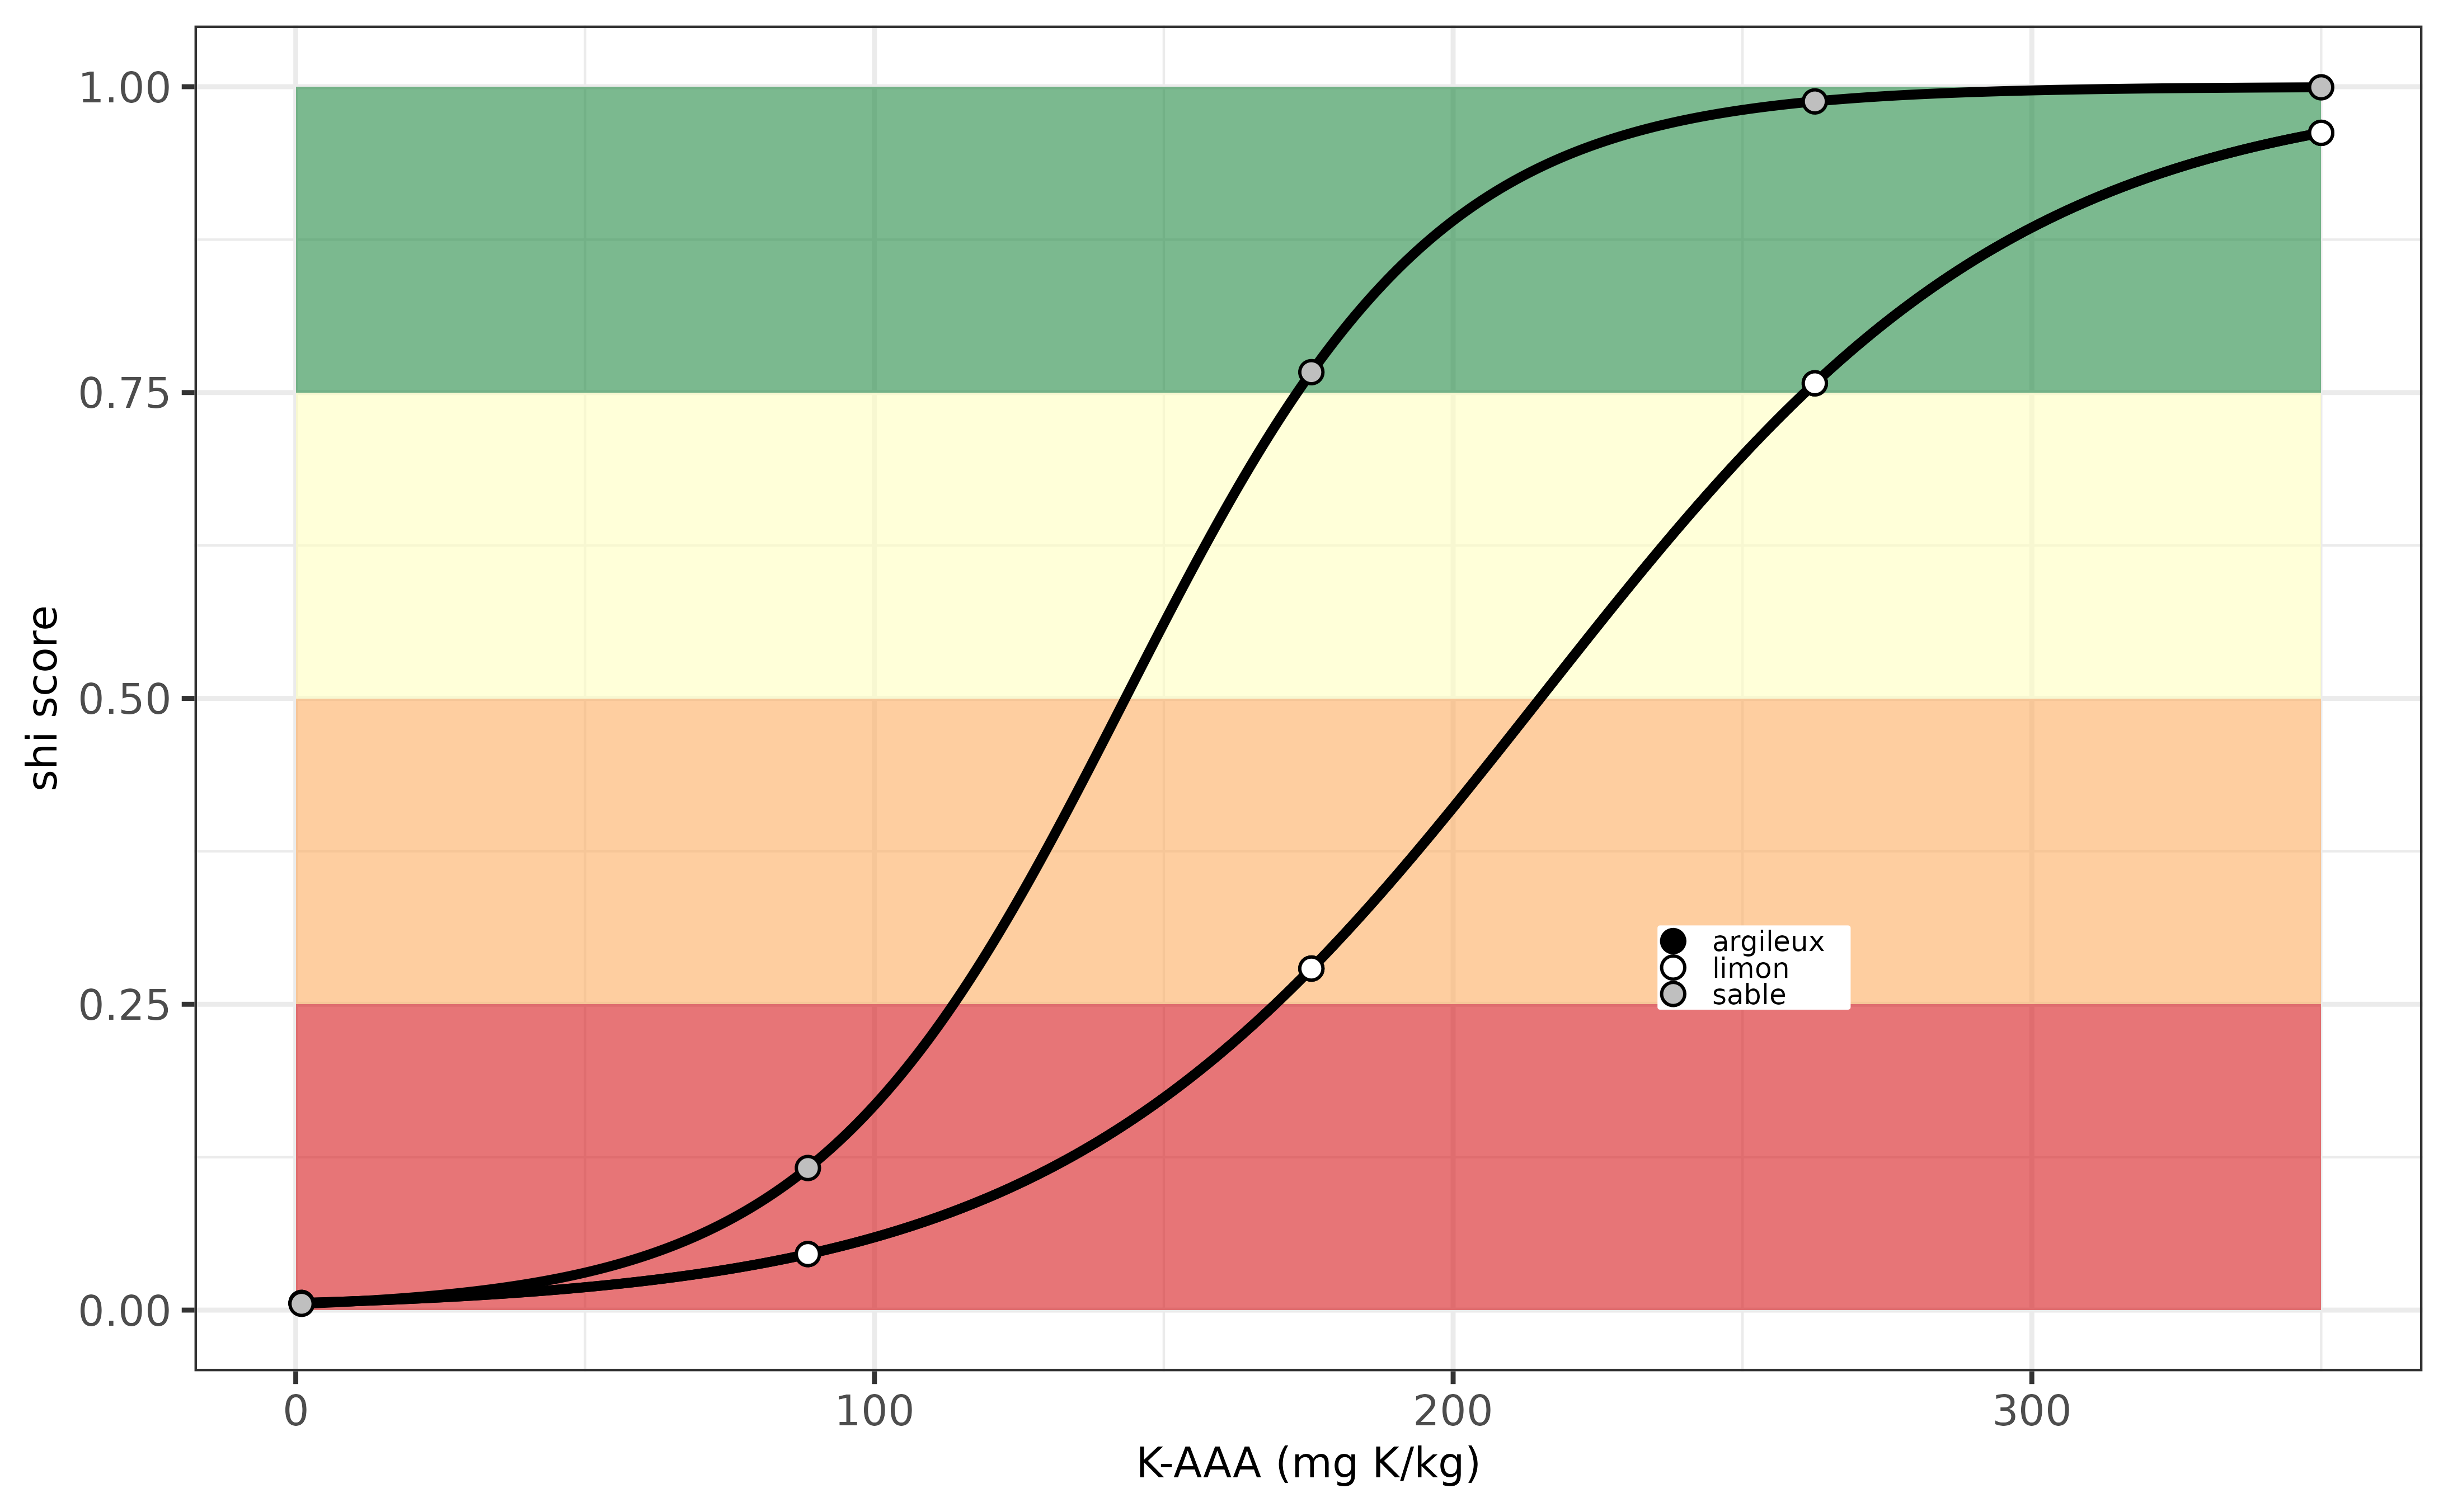 1.00
0.75
0.50
0.25
0.00
shi score
argileux
limon
sable
0 100 200 300
K-AAA (mg K/kg)